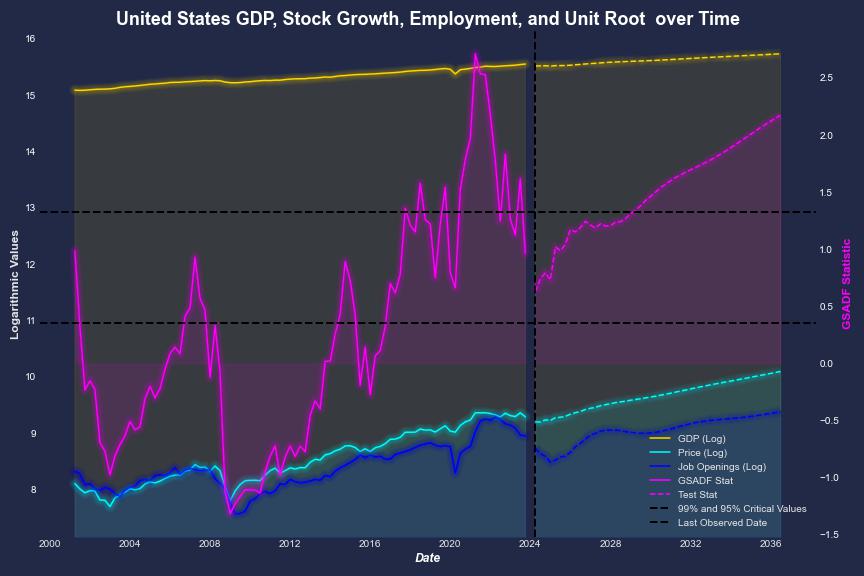 United States GDP, Stock Growth, Employment, and Unit Root  over Time
16
15
14
13
12
11
10
9
8
Logarithmic Values
2.5
2.0
1.5
1.0
0.5
0.0
−0.5
−1.0
−1.5
GSADF Statistic
GDP (Log)
Price (Log)
Job Openings (Log)
GSADF Stat
Test Stat
99% and 95% Critical Values
Last Observed Date
2000 2004 2008 2012 2016 2020 2024 2028 2032 2036
Date